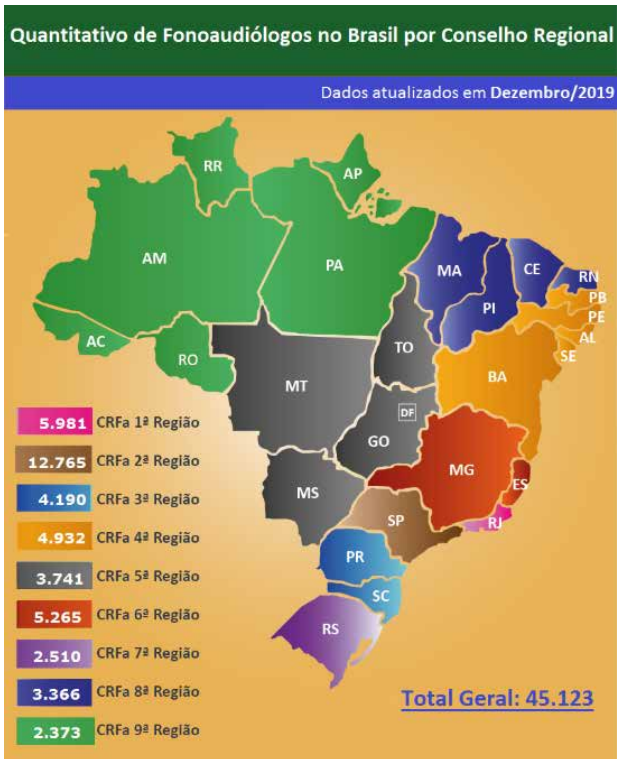 Quantitativo de Fonoaudiólogos no Brasil por Conselho Regional
Dados atualizados em Dezembro/2019
RR
AP
AM
PA
MA
CE
RN
PI
PB
PE
AL
SE
AC
RO
TO
BA
MT
DF
GO
MG
ES
MS
SP
RJ
PR
SC
RS
5.981 CRFa 1ª Região
12.765 CRFa 2ª Região
4.190 CRFa 3ª Região
4.932 CRFa 4ª Região
3.741 CRFa 5ª Região
5.265 CRFa 6ª Região
2.510 CRFa 7ª Região
3.366 CRFa 8ª Região
2.373 CRFa 9ª Região
Total Geral: 45.123